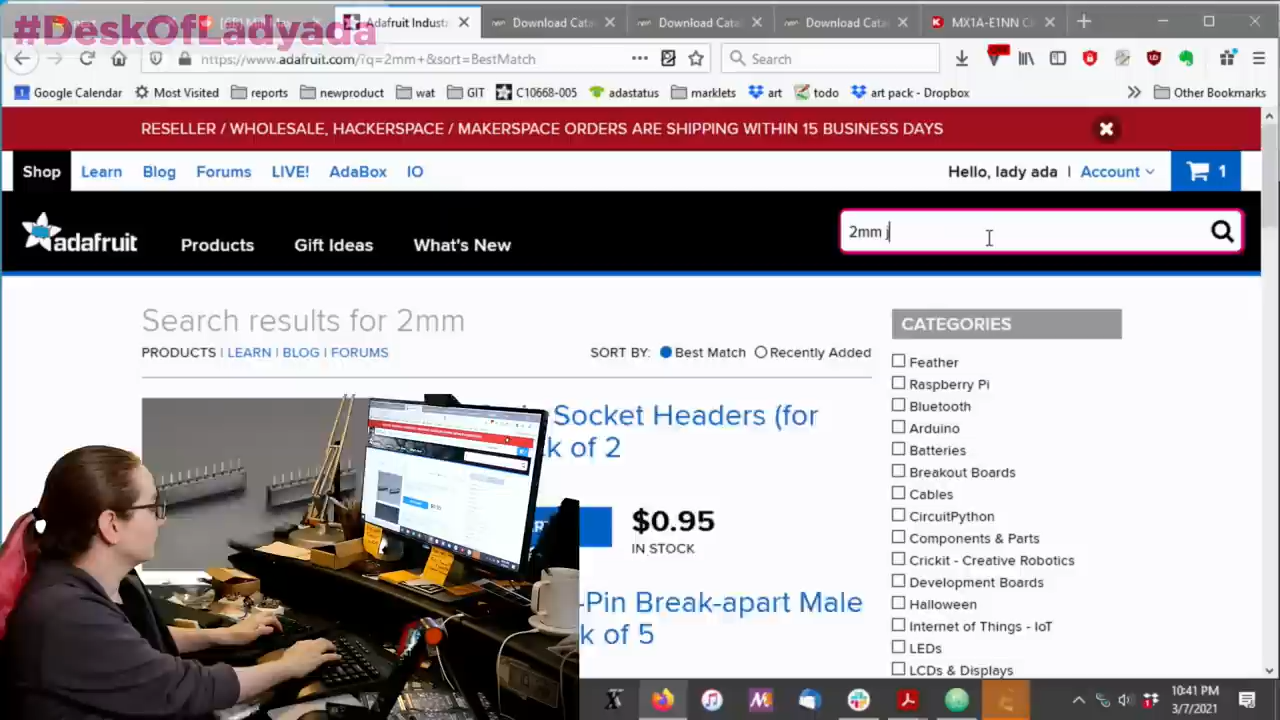 #DeskOfLadyada
Adafruit Indust
Download Cata
Download Cata
Download Cata
MX1A-E1NN C
https://www.adafruit.com/?q=2mm+&sort=BestMatch
Search
Google Calendar
Most Visited
reports
newproduct
wat
GIT
C10668-005
adastatus
marklets
art
todo
art pack - Dropbox
Other Bookmarks
RESELLER / WHOLESALE, HACKERSPACE / MAKERSPACE ORDERS ARE SHIPPING WITHIN 15 BUSINESS DAYS
Shop Learn Blog Forums LIVE! AdaBox IO
Hello, lady ada | Account 1
adafruit
Products Gift Ideas What's New
2mm j
Search results for 2mm
PRODUCTS | LEARN | BLOG | FORUMS
SORT BY: Best Match Recently Added
Socket Headers (for
k of 2
$0.95
IN STOCK
-Pin Break-apart Male
k of 5
CATEGORIES
Feather
Raspberry Pi
Bluetooth
Arduino
Batteries
Breakout Boards
Cables
CircuitPython
Components & Parts
Crickit - Creative Robotics
Development Boards
Halloween
Internet of Things - IoT
LEDs
LCDs & Displays
10:41 PM
3/7/2021